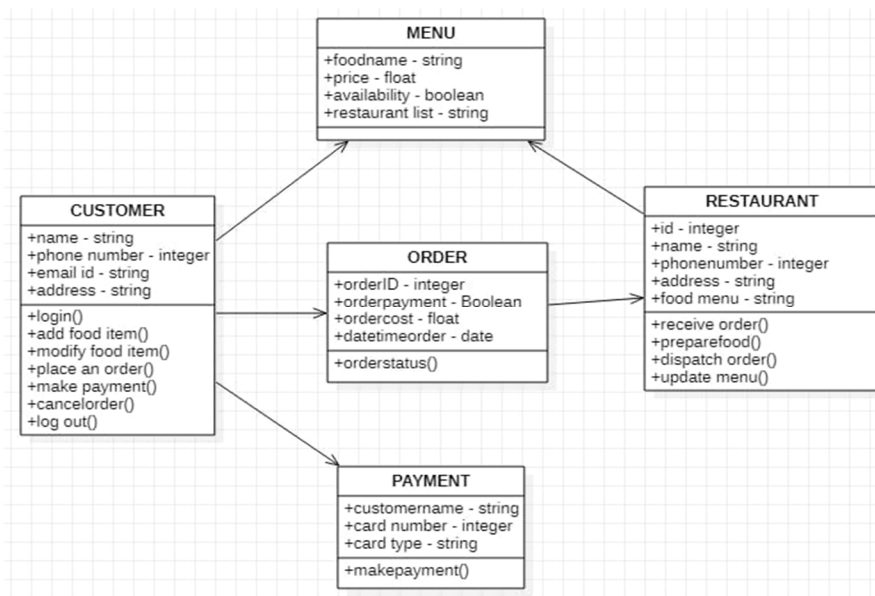 MENU
+foodname - string
+price - float
+availability - boolean
+restaurant list - string
CUSTOMER
+name - string
+phone number - integer
+email id - string
+address - string
+login()
+add food item()
+modify food item()
+place an order()
+make payment()
+cancelorder()
+log out()
ORDER
+orderID - integer
+orderpayment - Boolean
+ordercost - float
+datetimeorder - date
+orderstatus()
RESTAURANT
+id - integer
+name - string
+phonenumber - integer
+address - string
+food menu - string
+receive order()
+preparefood()
+dispatch order()
+update menu()
PAYMENT
+customername - string
+card number - integer
+card type - string
+makepayment()